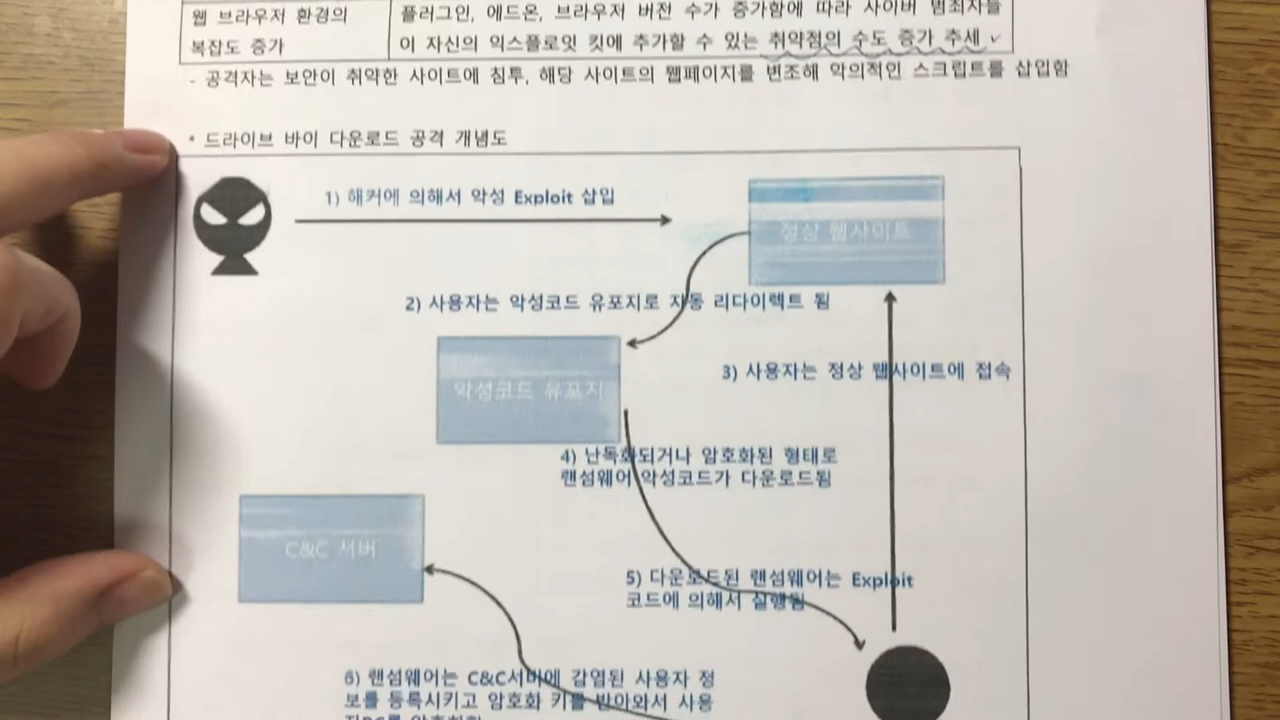 웹 브라우저 환경의
복잡도 증가
플러그인, 에드온, 브라우저 버전 수가 증가함에 따라 사이버 범죄자들
이 자신의 익스플로잇 킷에 추가할 수 있는 취약점의 수도 증가 추세
- 공격자는 보안이 취약한 사이트에 침투, 해당 사이트의 웹페이지를 변조해 악의적인 스크립트를 삽입함
* 드라이브 바이 다운로드 공격 개념도
1) 해커에 의해서 악성 Exploit 삽입
정상 웹사이트
2) 사용자는 악성코드 유포지로 자동 리다이렉트 됨
3) 사용자는 정상 웹사이트에 접속
악성코드 유포지
4) 난독화되거나 암호화된 형태로
랜섬웨어 악성코드가 다운로드됨
C&C 서버
5) 다운로드된 랜섬웨어는 Exploit
코드에 의해서 실행됨
6) 랜섬웨어는 C&C서버에 감염된 사용자 정
보를 등록시키고 암호화 키를 받아와서 사용